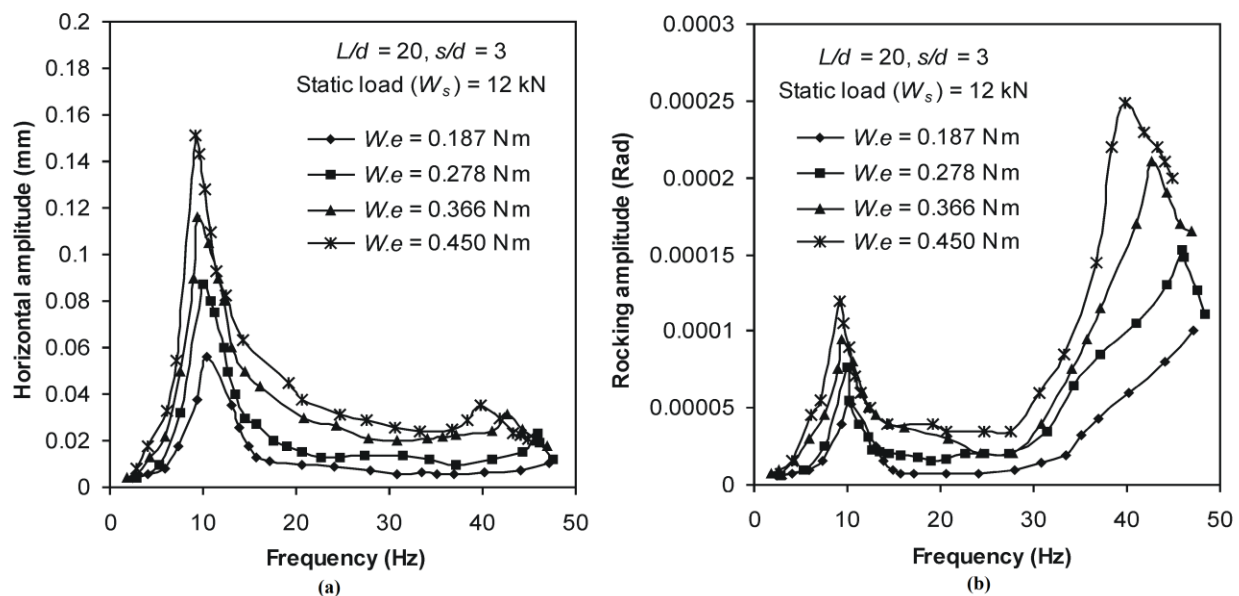 Horizontal amplitude (mm)
0.2
0.18
0.16
0.14
0.12
0.1
0.08
0.06
0.04
0.02
0
L/d = 20, s/d = 3
Static load (Ws) = 12 kN
W.e = 0.187 Nm
W.e = 0.278 Nm
W.e = 0.366 Nm
W.e = 0.450 Nm
0 10 20 30 40 50
Frequency (Hz)
(a)
Rocking amplitude (Rad)
0.0003
0.00025
0.0002
0.00015
0.0001
0.00005
0
L/d = 20, s/d = 3
Static load (Ws) = 12 kN
W.e = 0.187 Nm
W.e = 0.278 Nm
W.e = 0.366 Nm
W.e = 0.450 Nm
0 10 20 30 40 50
Frequency (Hz)
(b)